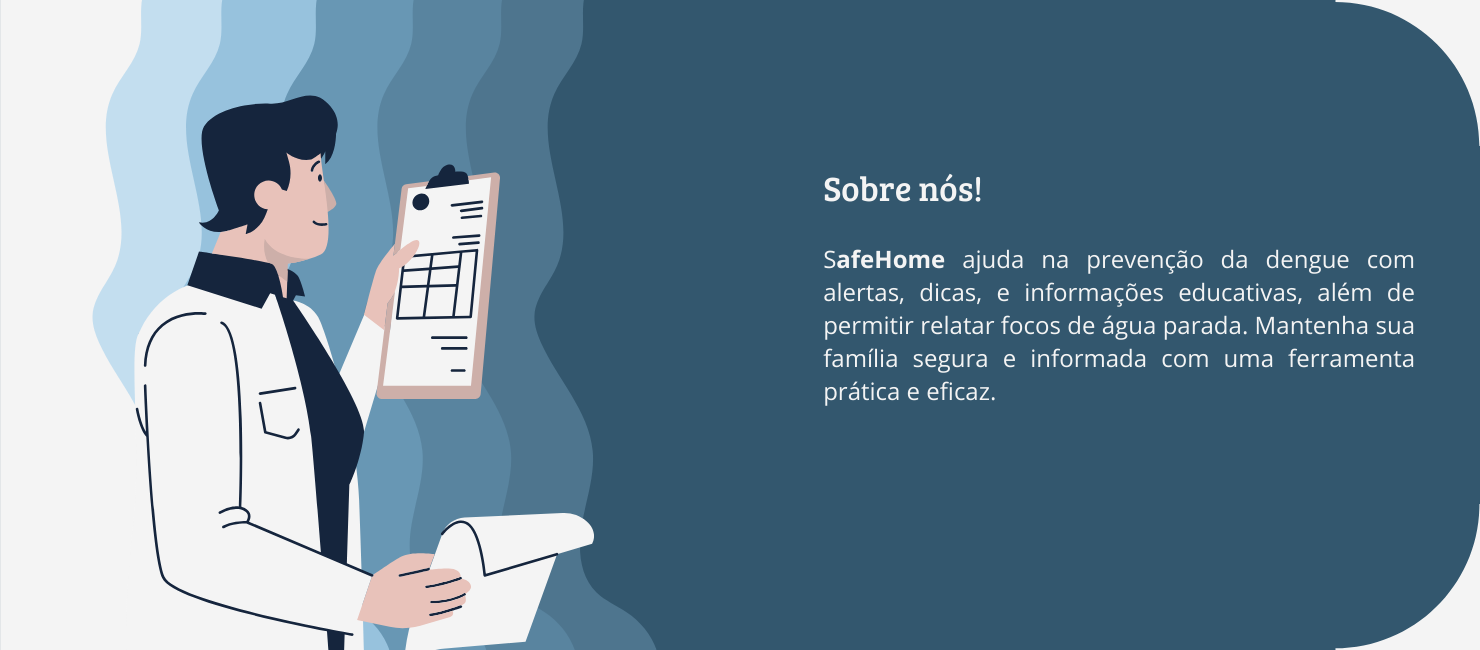 Sobre nós!
SafeHome ajuda na prevenção da dengue com
alertas, dicas, e informações educativas, além de
permitir relatar focos de água parada. Mantenha sua
família segura e informada com uma ferramenta
prática e eficaz.